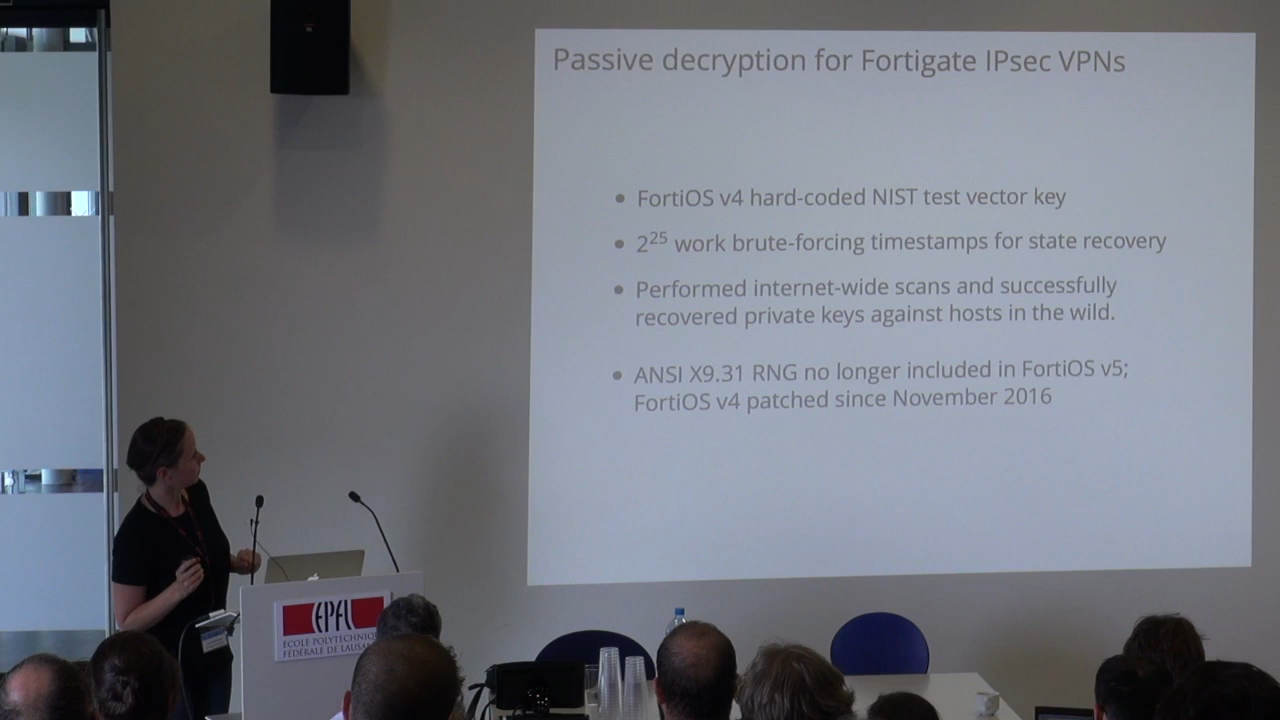 Passive decryption for Fortigate IPsec VPNs
• FortiOS v4 hard-coded NIST test vector key
• 2²⁵ work brute-forcing timestamps for state recovery
• Performed internet-wide scans and successfully
recovered private keys against hosts in the wild.
• ANSI X9.31 RNG no longer included in FortiOS v5;
FortiOS v4 patched since November 2016
EPFL
ECOLE POLYTECHNIQUE
FÉDÉRALE DE LAUSANNE